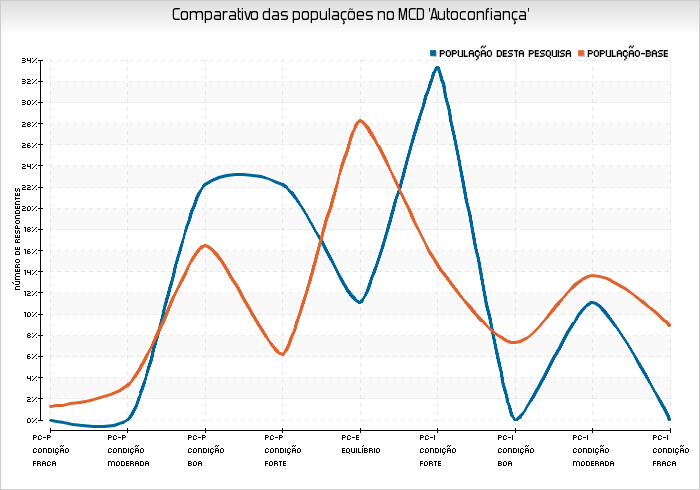 Comparativo das populações no MCD 'Autoconfiança'
POPULAÇÃO DESTA PESQUISA
POPULAÇÃO-BASE
NÚMERO DE RESPONDENTES
34%
32%
30%
28%
26%
24%
22%
20%
18%
16%
14%
12%
10%
8%
6%
4%
2%
0%
PC-P
CONDIÇÃO
FRACA
PC-P
CONDIÇÃO
MODERADA
PC-P
CONDIÇÃO
BOA
PC-P
CONDIÇÃO
FORTE
PC-E
EQUILÍBRIO
PC-I
CONDIÇÃO
FORTE
PC-I
CONDIÇÃO
BOA
PC-I
CONDIÇÃO
MODERADA
PC-I
CONDIÇÃO
FRACA